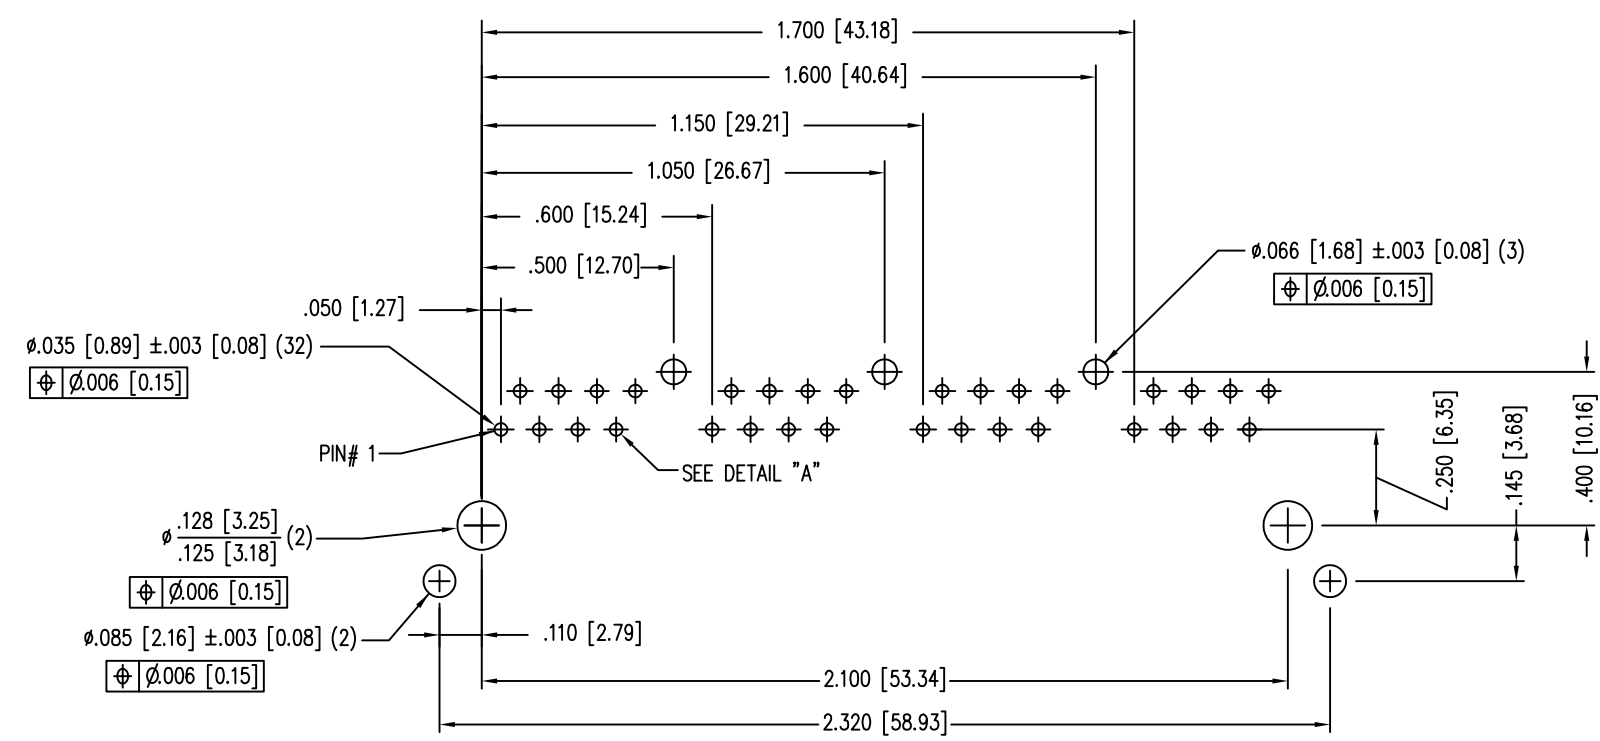 1.700 [43.18]
1.600 [40.64]
1.150 [29.21]
1.050 [26.67]
.600 [15.24]
.500 [12.70]
ø.066 [1.68] ±.003 [0.08] (3)
⌖ Ø.006 [0.15]
.050 [1.27]
ø.035 [0.89] ±.003 [0.08] (32)
⌖ Ø.006 [0.15]
PIN# 1
SEE DETAIL "A"
.250 [6.35]
.145 [3.68]
.400 [10.16]
ø .128 [3.25]
.125 [3.18] (2)
⌖ Ø.006 [0.15]
ø.085 [2.16] ±.003 [0.08] (2)
⌖ Ø.006 [0.15]
.110 [2.79]
2.100 [53.34]
2.320 [58.93]